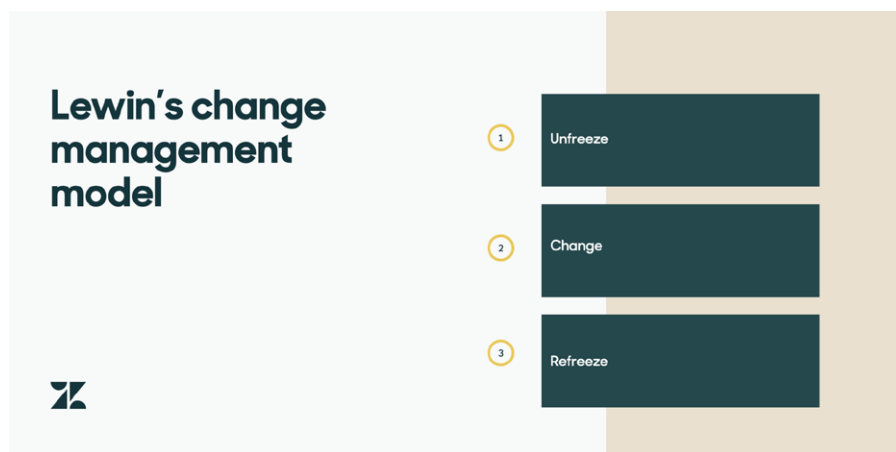 Lewin’s change
management
model
1
Unfreeze
2
Change
3
Refreeze